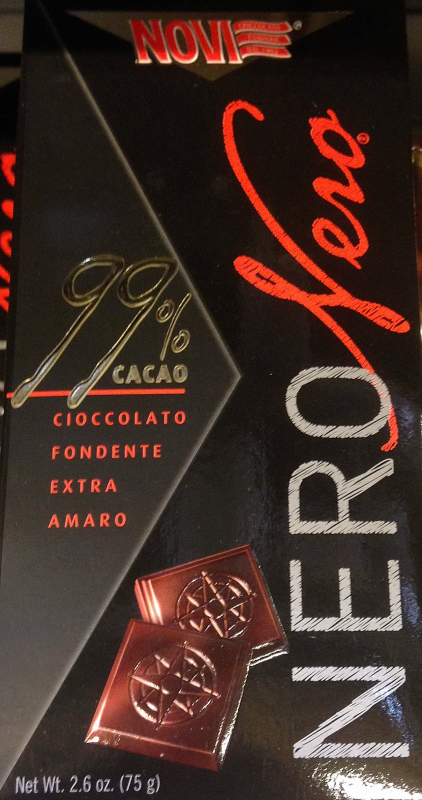 NOVI
Nero
NERO
99%
CACAO
CIOCCOLATO
FONDENTE
EXTRA
AMARO
Net Wt. 2.6 oz. (75 g)